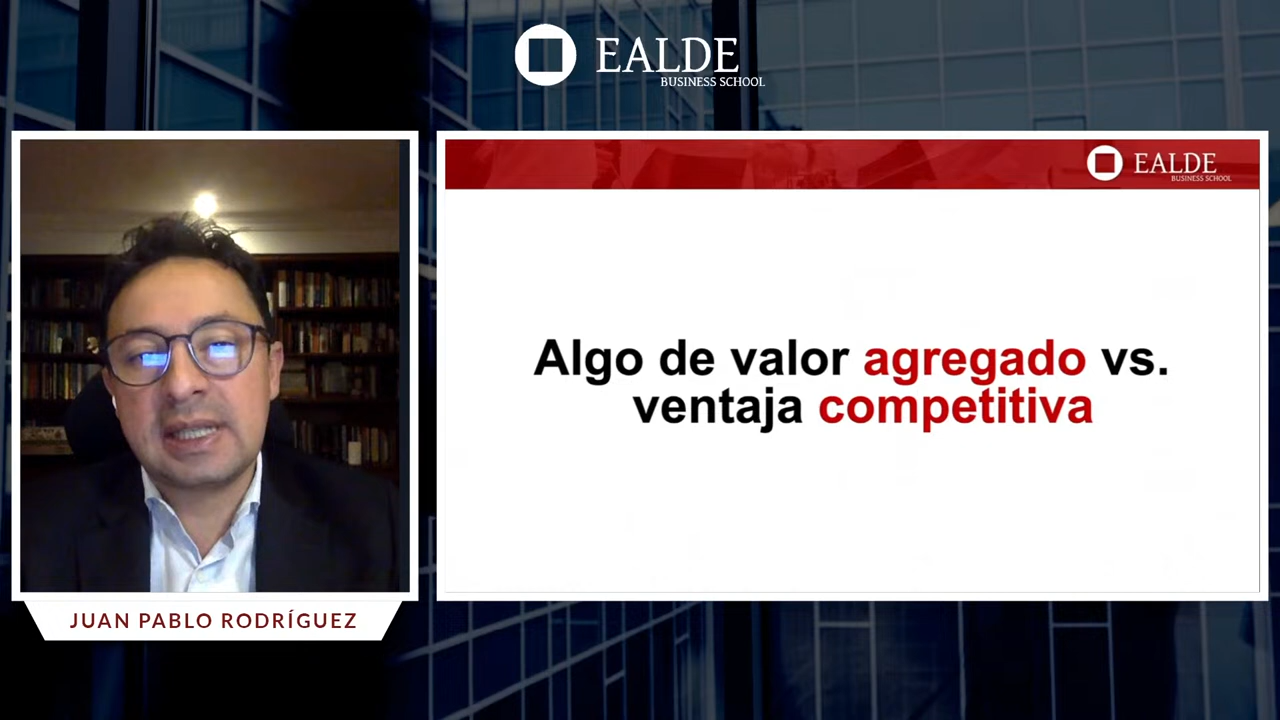 EALDE
BUSINESS SCHOOL
EALDE
BUSINESS SCHOOL
Algo de valor agregado vs.
ventaja competitiva
JUAN PABLO RODRÍGUEZ